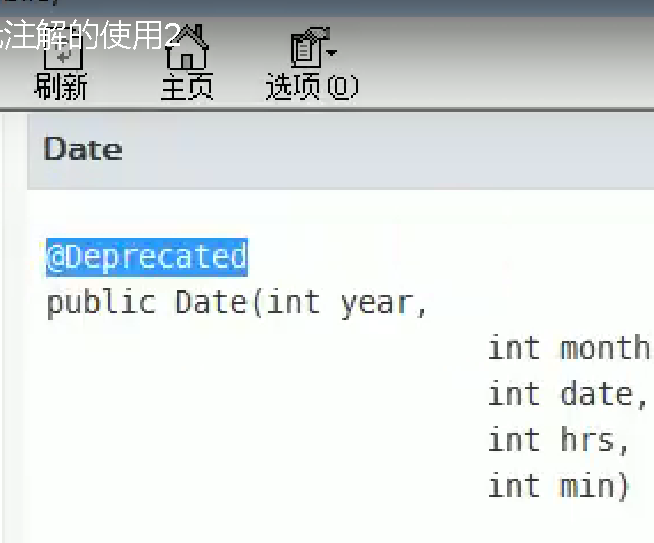 注解的使用2
刷新 主页 选项(O)
Date
@Deprecated
public Date(int year,
int month
int date,
int hrs,
int min)